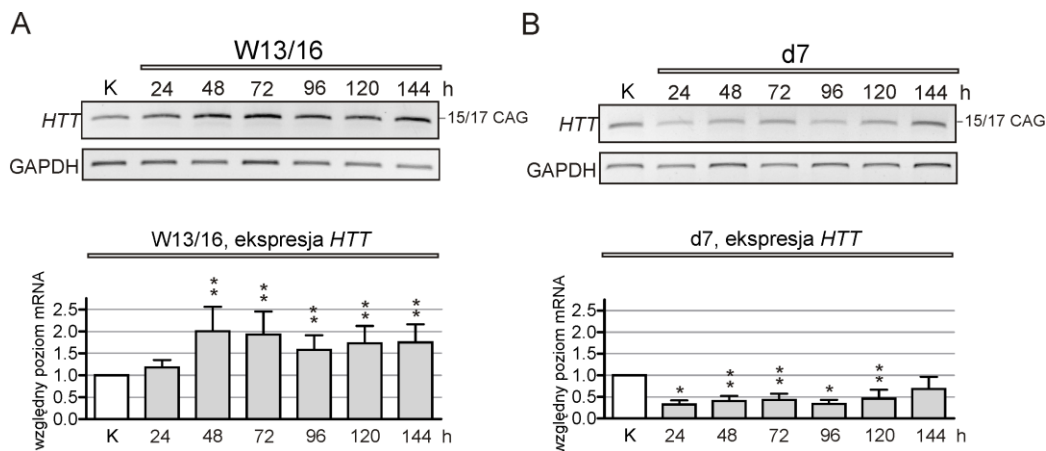 A
W13/16
K 24 48 72 96 120 144 h
HTT
15/17 CAG
GAPDH
W13/16, ekspresja HTT
względny poziom mRNA
2.5
2.0
1.5
1.0
0.5
0.0
* * * * * * * * * *
K 24 48 72 96 120 144 h
B
d7
K 24 48 72 96 120 144 h
HTT
15/17 CAG
GAPDH
d7, ekspresja HTT
względny poziom mRNA
2.5
2.0
1.5
1.0
0.5
0.0
* * * * * * * *
K 24 48 72 96 120 144 h